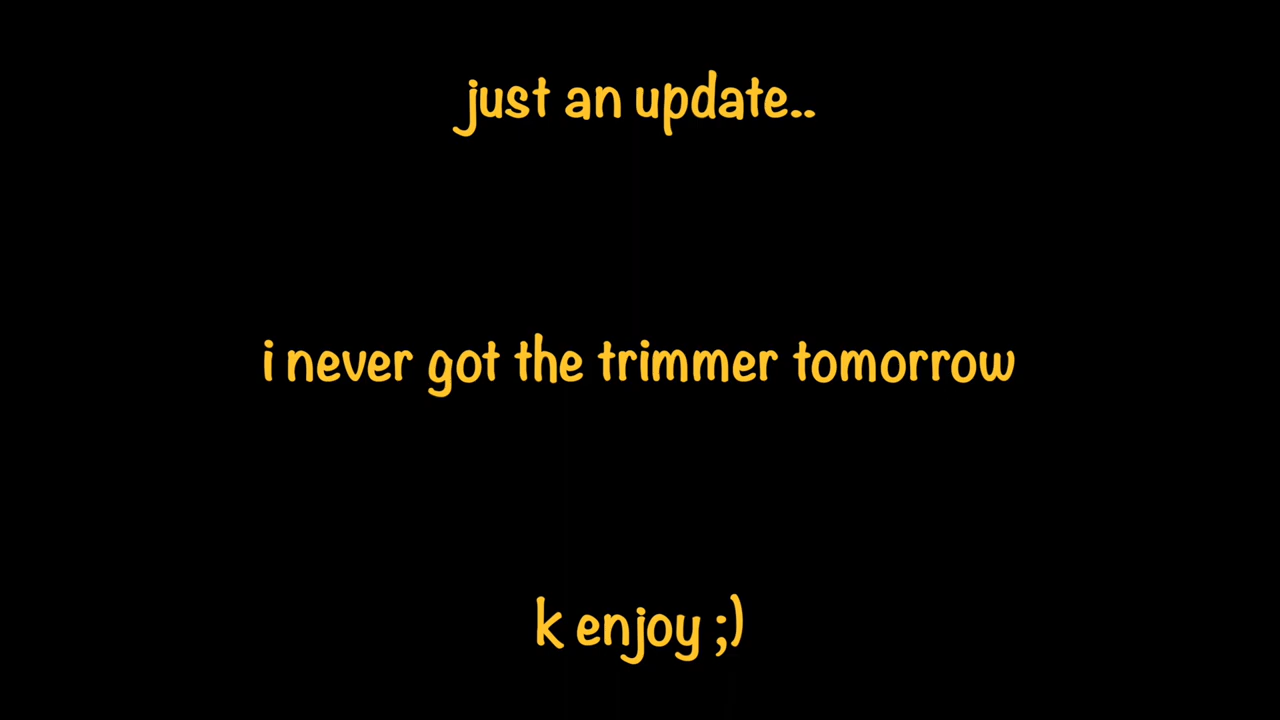 just an update..
i never got the trimmer tomorrow
k enjoy ;)